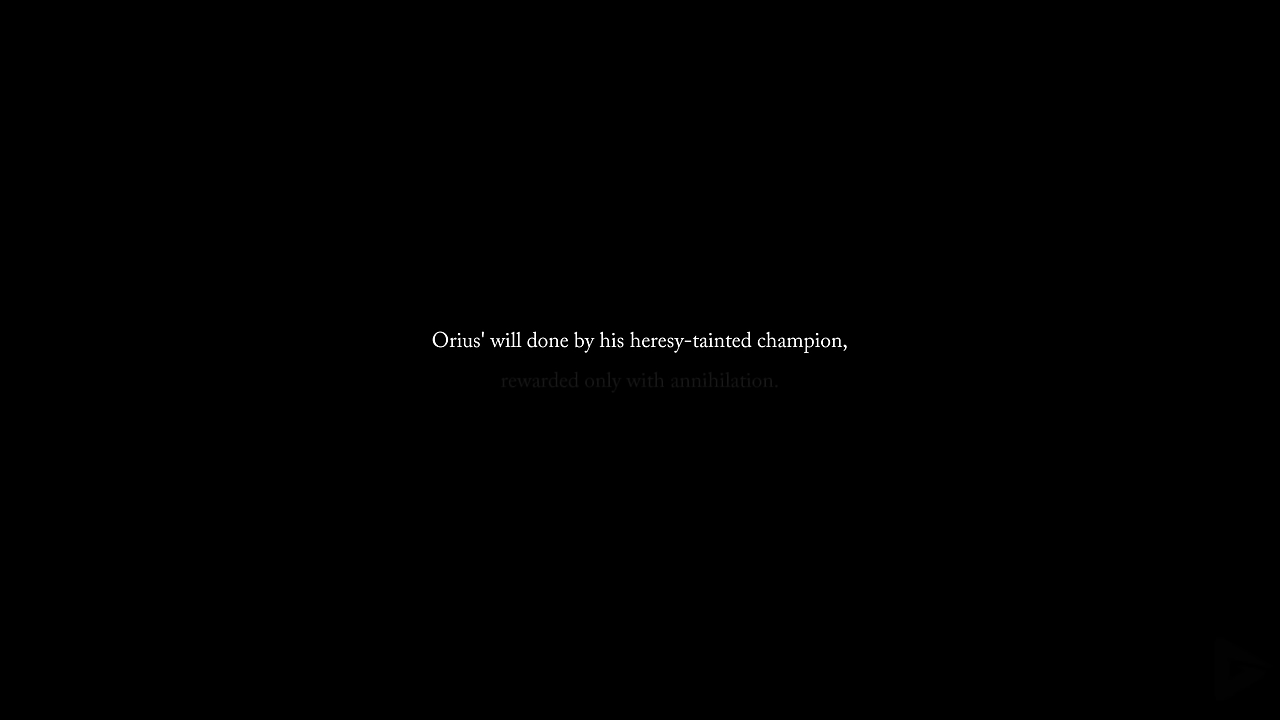 Orius' will done by his heresy-tainted champion,
rewarded only with annihilation.